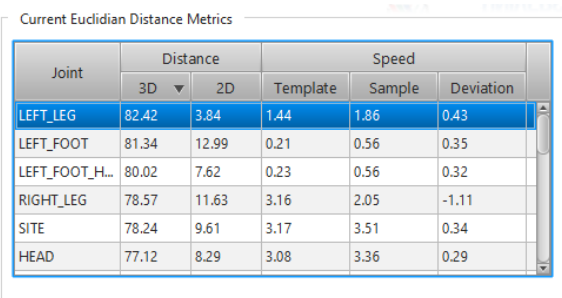 Current Euclidian Distance Metrics
Joint Distance Speed
3D 2D Template Sample Deviation
LEFT_LEG 82.42 3.84 1.44 1.86 0.43
LEFT_FOOT 81.34 12.99 0.21 0.56 0.35
LEFT_FOOT_H... 80.02 7.62 0.23 0.56 0.32
RIGHT_LEG 78.57 11.63 3.16 2.05 -1.11
SITE 78.24 9.61 3.17 3.51 0.34
HEAD 77.12 8.29 3.08 3.36 0.29